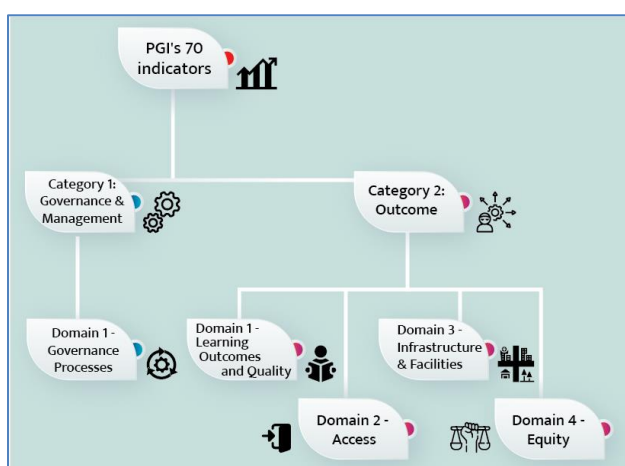 PGI's 70
indicators
Category 1:
Governance &
Management
Category 2:
Outcome
Domain 1 -
Governance
Processes
Domain 1 -
Learning
Outcomes
and Quality
Domain 3 -
Infrastructure
& Facilities
Domain 2 -
Access
Domain 4 -
Equity